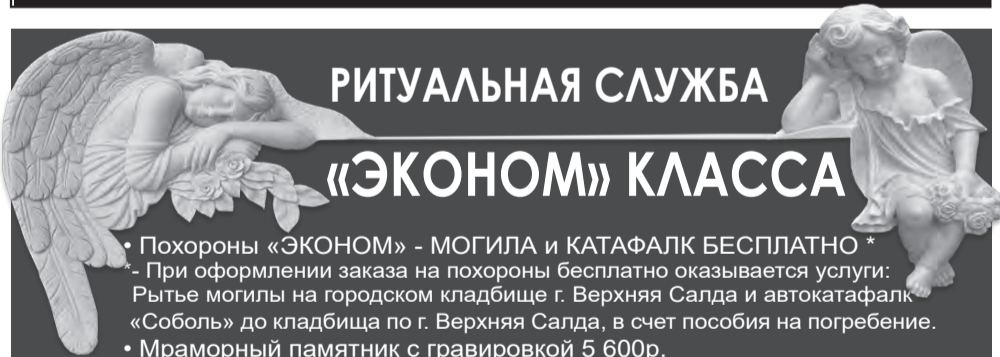 РИТУАЛЬНАЯ СЛУЖБА
«ЭКОНОМ» КЛАССА
• Похороны «ЭКОНОМ» - МОГИЛА и КАТАФАЛК БЕСПЛАТНО *
*- При оформлении заказа на похороны бесплатно оказывается услуги:
Рытье могилы на городском кладбище г. Верхняя Салда и автокатафалк
«Соболь» до кладбища по г. Верхняя Салда, в счет пособия на погребение.
• Мраморный памятник с гравировкой 5 600р.